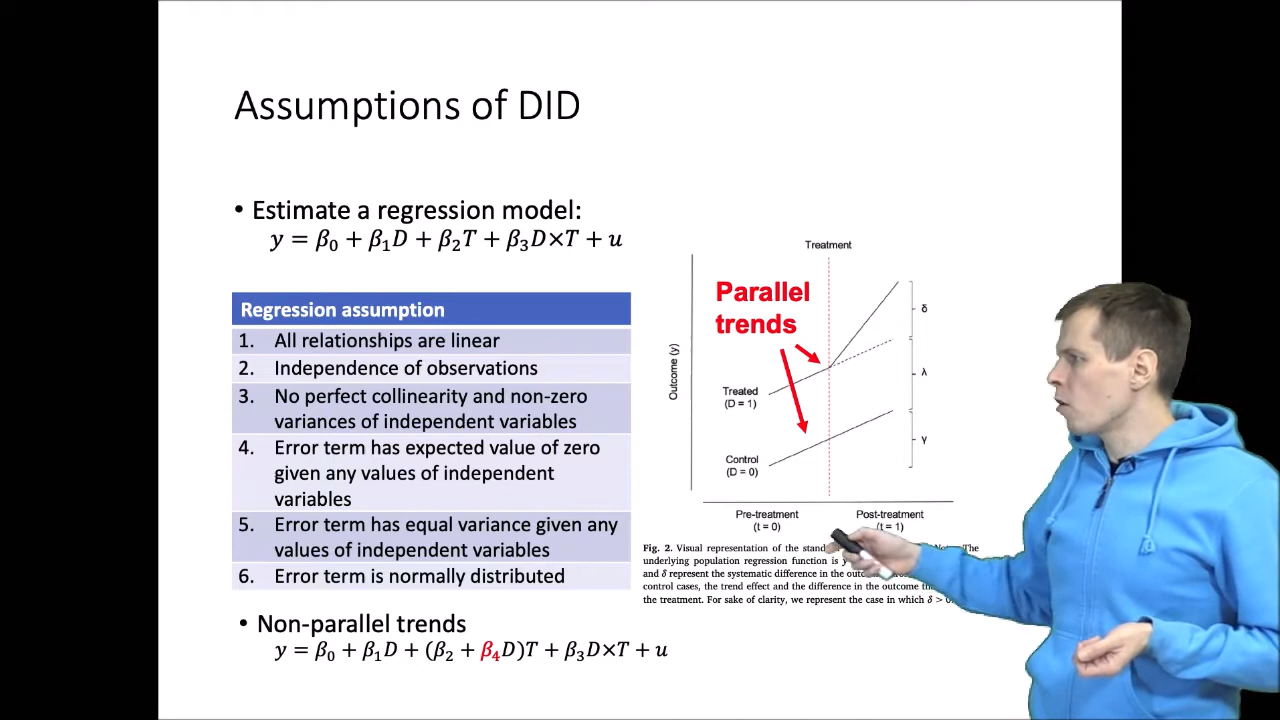 Assumptions of DID
• Estimate a regression model:
y = β₀ + β₁D + β₂T + β₃D×T + u
Regression assumption
1. All relationships are linear
2. Independence of observations
3. No perfect collinearity and non-zero
variances of independent variables
4. Error term has expected value of zero
given any values of independent
variables
5. Error term has equal variance given any
values of independent variables
6. Error term is normally distributed
• Non-parallel trends
y = β₀ + β₁D + (β₂ + β₄D)T + β₃D×T + u
Treatment
Parallel
trends
Outcome (y)
Treated
(D = 1)
Control
(D = 0)
δ
λ
γ
Pre-treatment
(t = 0)
Post-treatment
(t = 1)
Fig. 2. Visual representation of the The
underlying population regression function is
and δ represent the systematic difference in the
control cases, the trend effect and the difference in the outcome
the treatment. For sake of clarity, we represent the case in which δ > 0.